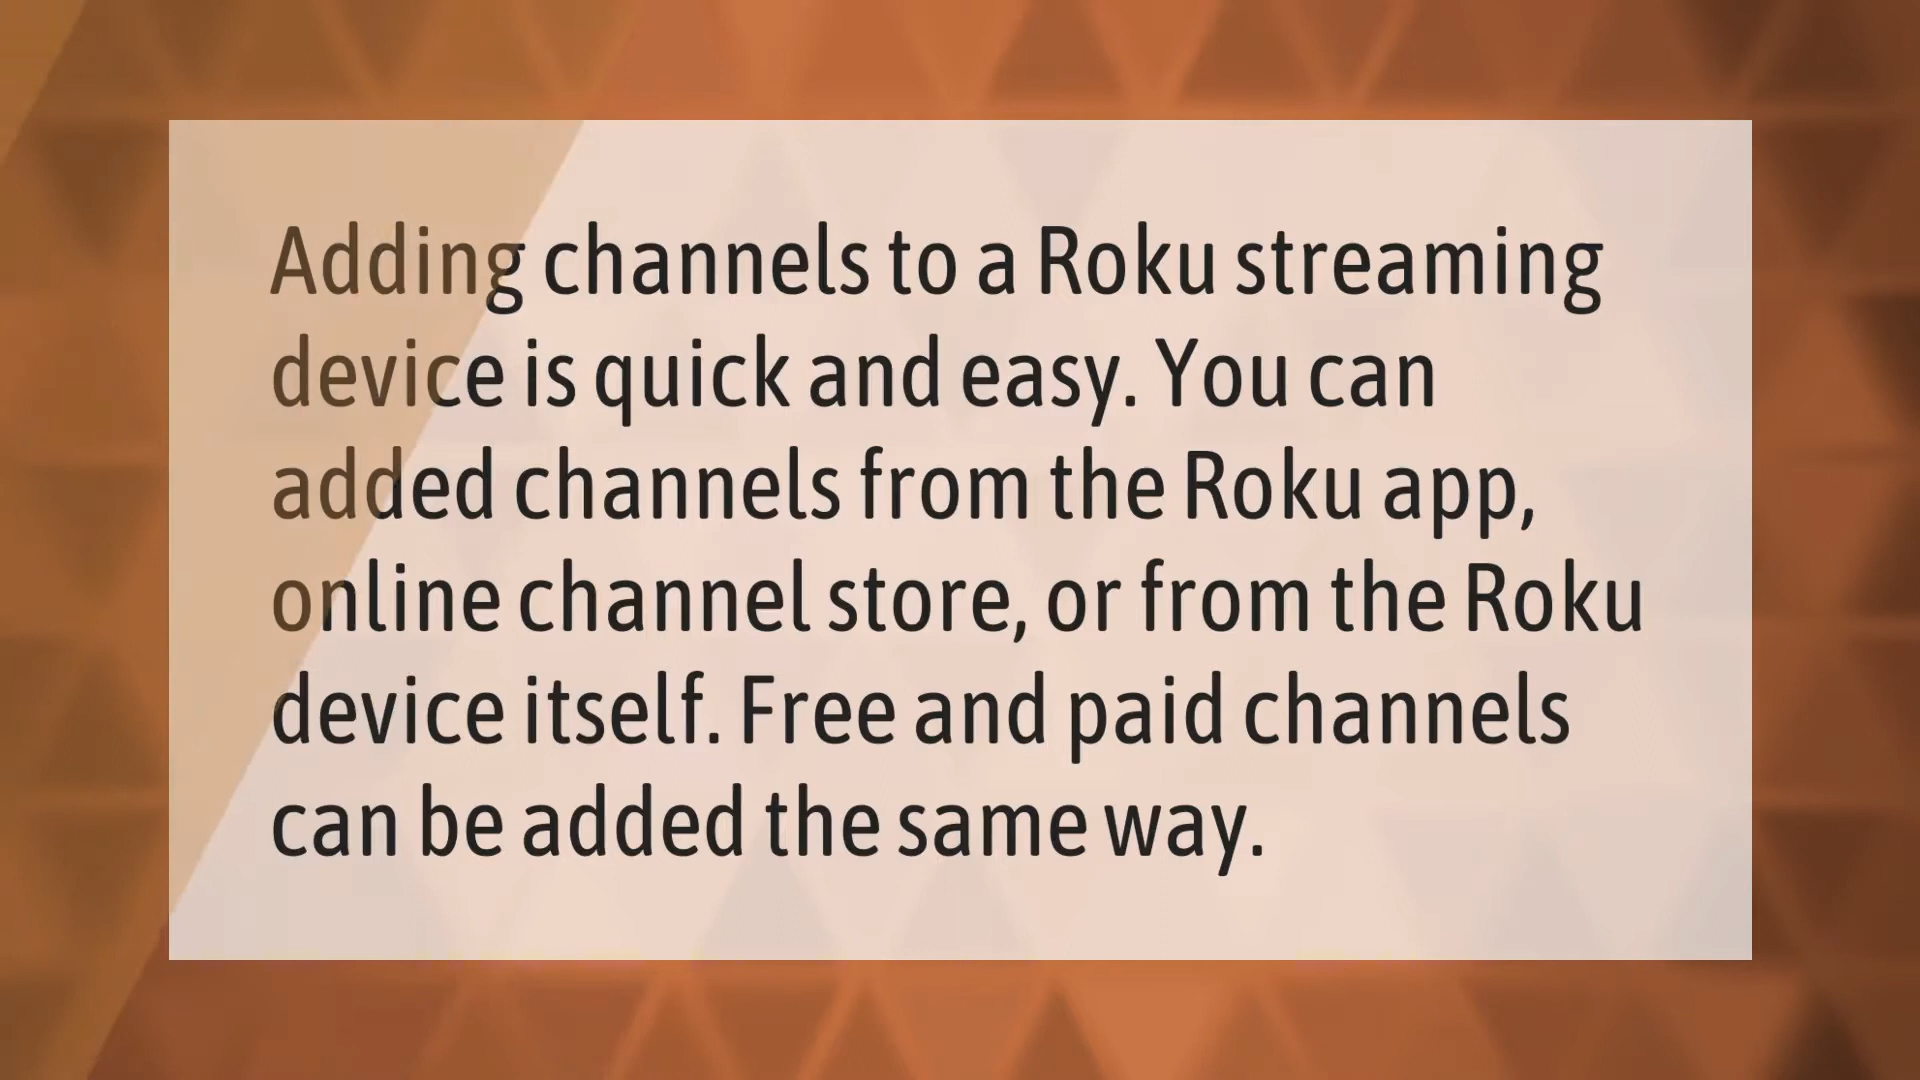 Adding channels to a Roku streaming
device is quick and easy. You can
added channels from the Roku app,
online channel store, or from the Roku
device itself. Free and paid channels
can be added the same way.